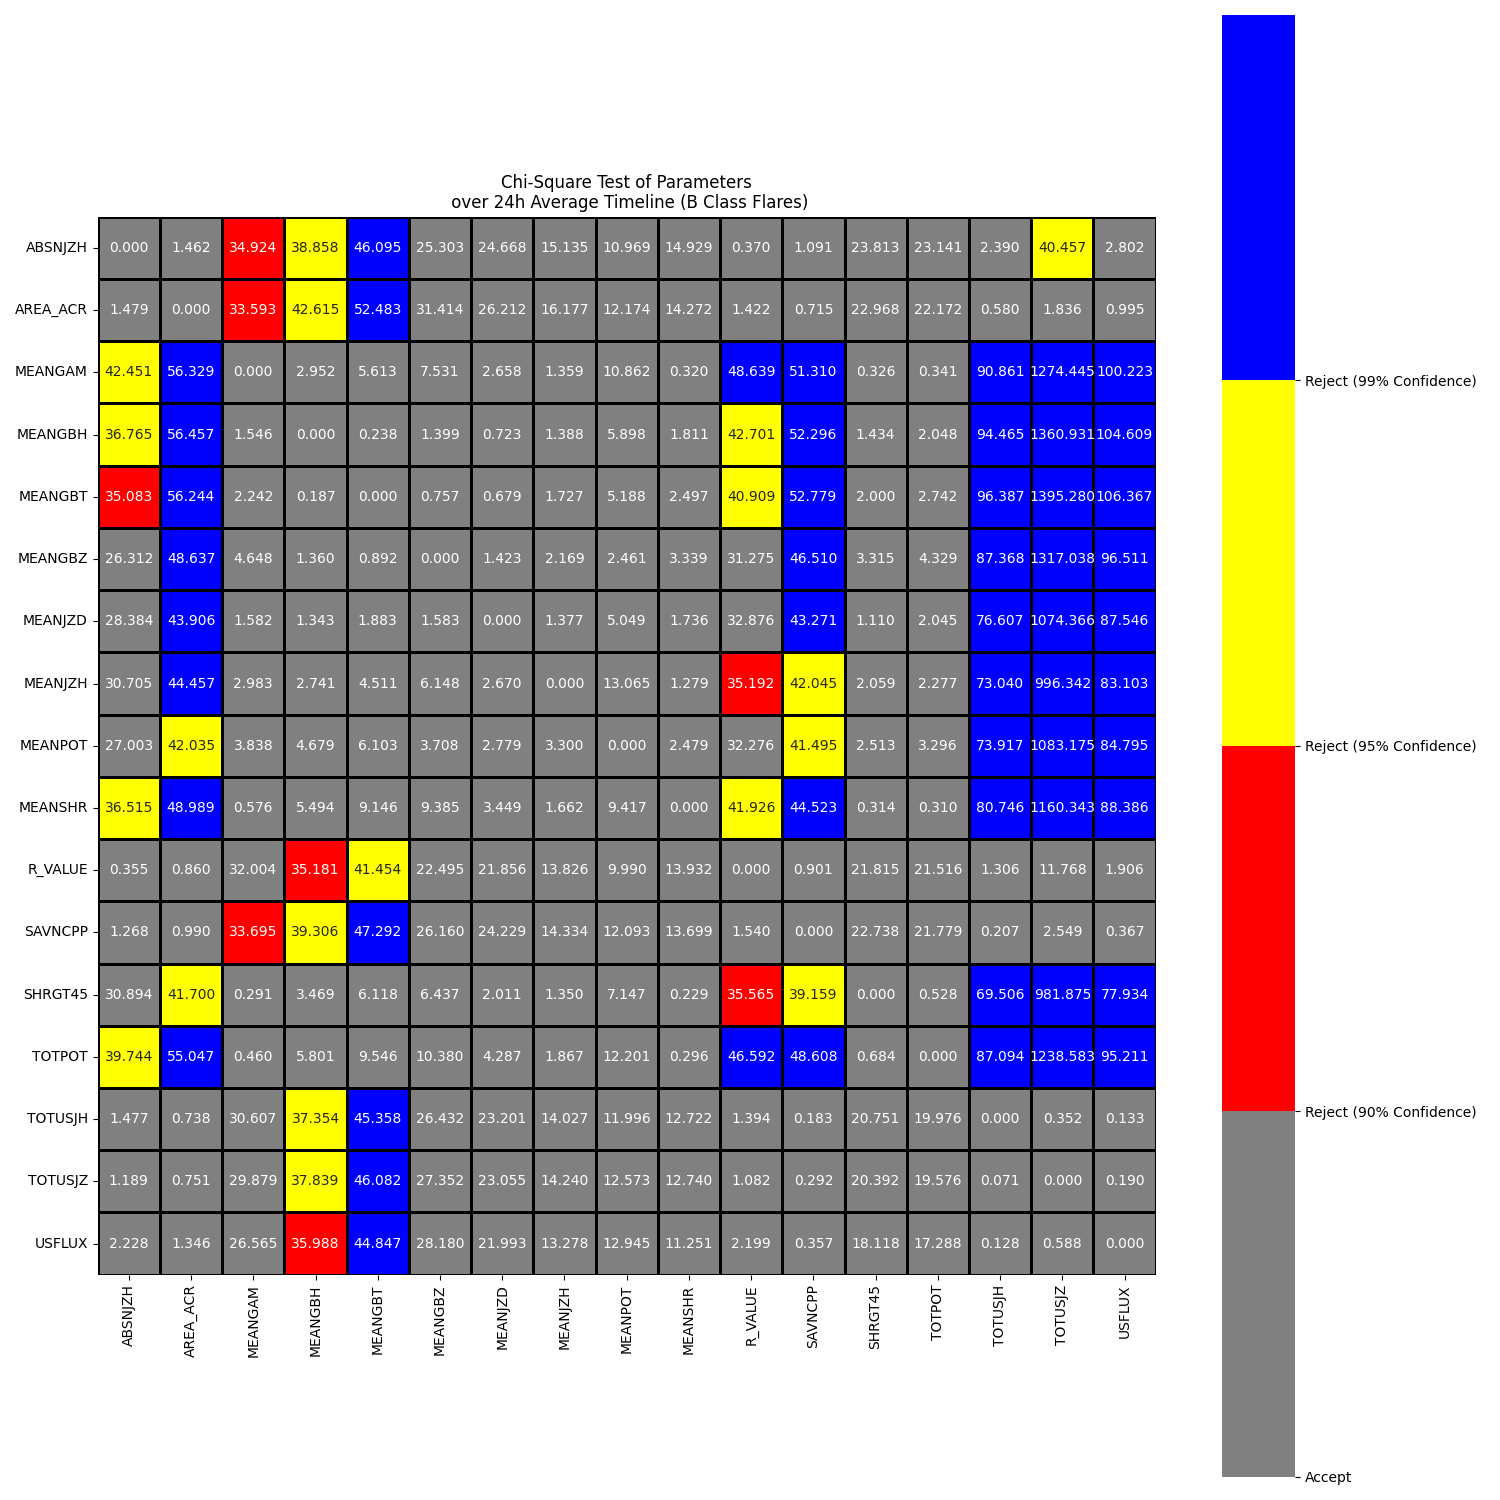 Chi-Square Test of Parameters
over 24h Average Timeline (B Class Flares)
ABSNJZH 0.000 1.462 34.924 38.858 46.095 25.303 24.668 15.135 10.969 14.929 0.370 1.091 23.813 23.141 2.390 40.457 2.802
AREA_ACR 1.479 0.000 33.593 42.615 52.483 31.414 26.212 16.177 12.174 14.272 1.422 0.715 22.968 22.172 0.580 1.836 0.995
MEANGAM 42.451 56.329 0.000 2.952 5.613 7.531 2.658 1.359 10.862 0.320 48.639 51.310 0.326 0.341 90.861 1274.445 100.223
MEANGBH 36.765 56.457 1.546 0.000 0.238 1.399 0.723 1.388 5.898 1.811 42.701 52.296 1.434 2.048 94.465 1360.931 104.609
MEANGBT 35.083 56.244 2.242 0.187 0.000 0.757 0.679 1.727 5.188 2.497 40.909 52.779 2.000 2.742 96.387 1395.280 106.367
MEANGBZ 26.312 48.637 4.648 1.360 0.892 0.000 1.423 2.169 2.461 3.339 31.275 46.510 3.315 4.329 87.368 1317.038 96.511
MEANJZD 28.384 43.906 1.582 1.343 1.883 1.583 0.000 1.377 5.049 1.736 32.876 43.271 1.110 2.045 76.607 1074.366 87.546
MEANJZH 30.705 44.457 2.983 2.741 4.511 6.148 2.670 0.000 13.065 1.279 35.192 42.045 2.059 2.277 73.040 996.342 83.103
MEANPOT 27.003 42.035 3.838 4.679 6.103 3.708 2.779 3.300 0.000 2.479 32.276 41.495 2.513 3.296 73.917 1083.175 84.795
MEANSHR 36.515 48.989 0.576 5.494 9.146 9.385 3.449 1.662 9.417 0.000 41.926 44.523 0.314 0.310 80.746 1160.343 88.386
R_VALUE 0.355 0.860 32.004 35.181 41.454 22.495 21.856 13.826 9.990 13.932 0.000 0.901 21.815 21.516 1.306 11.768 1.906
SAVNCPP 1.268 0.990 33.695 39.306 47.292 26.160 24.229 14.334 12.093 13.699 1.540 0.000 22.738 21.779 0.207 2.549 0.367
SHRGT45 30.894 41.700 0.291 3.469 6.118 6.437 2.011 1.350 7.147 0.229 35.565 39.159 0.000 0.528 69.506 981.875 77.934
TOTPOT 39.744 55.047 0.460 5.801 9.546 10.380 4.287 1.867 12.201 0.296 46.592 48.608 0.684 0.000 87.094 1238.583 95.211
TOTUSJH 1.477 0.738 30.607 37.354 45.358 26.432 23.201 14.027 11.996 12.722 1.394 0.183 20.751 19.976 0.000 0.352 0.133
TOTUSJZ 1.189 0.751 29.879 37.839 46.082 27.352 23.055 14.240 12.573 12.740 1.082 0.292 20.392 19.576 0.071 0.000 0.190
USFLUX 2.228 1.346 26.565 35.988 44.847 28.180 21.993 13.278 12.945 11.251 2.199 0.357 18.118 17.288 0.128 0.588 0.000
ABSNJZH AREA_ACR MEANGAM MEANGBH MEANGBT MEANGBZ MEANJZD MEANJZH MEANPOT MEANSHR R_VALUE SAVNCPP SHRGT45 TOTPOT TOTUSJH TOTUSJZ USFLUX
Reject (99% Confidence)
Reject (95% Confidence)
Reject (90% Confidence)
Accept